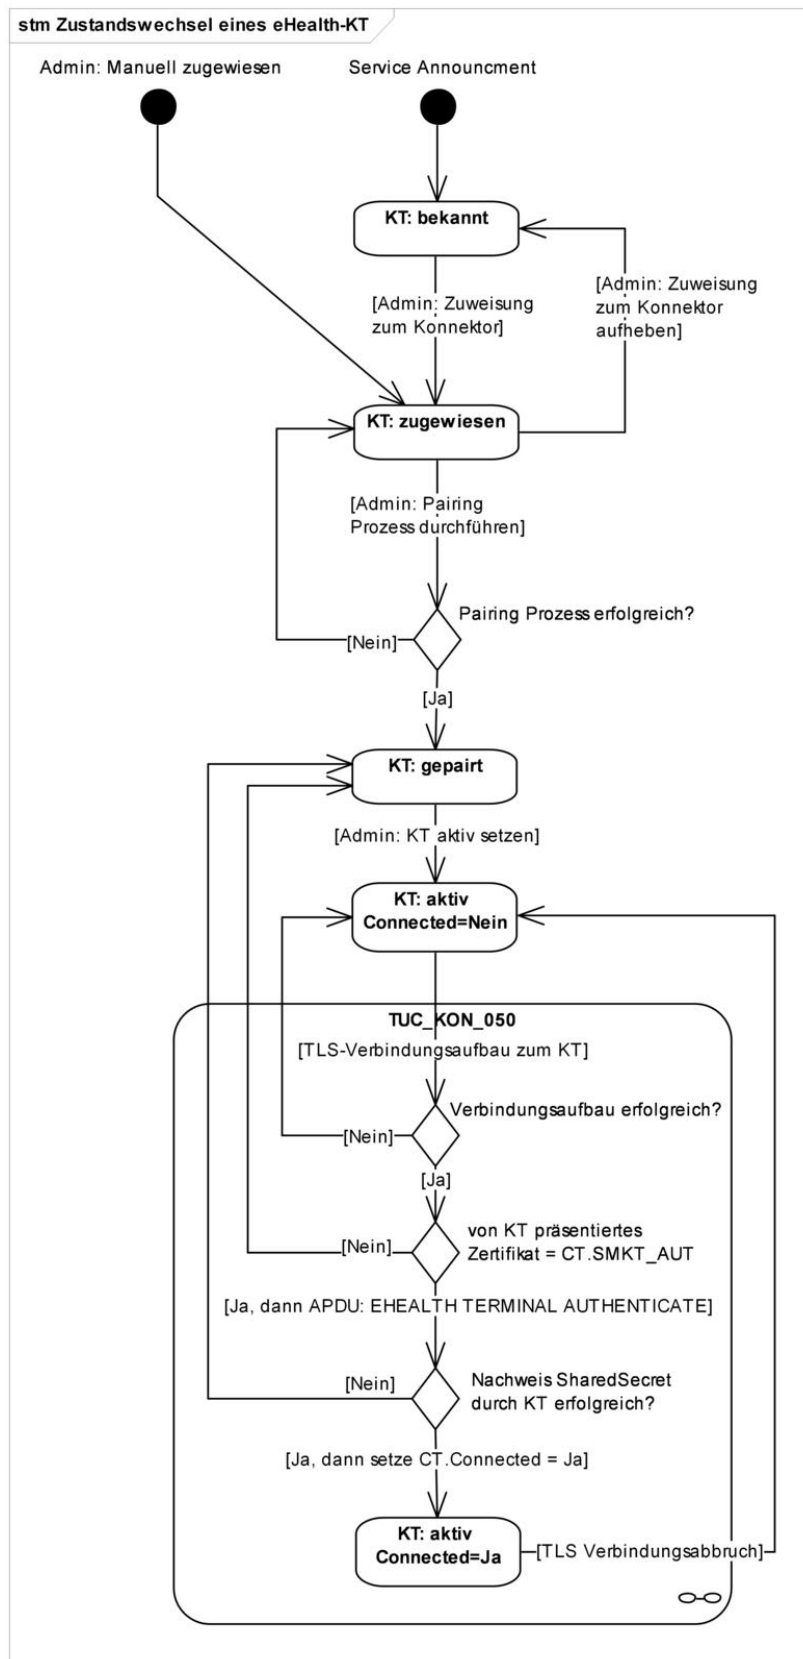 stm Zustandswechsel eines eHealth-KT
Admin: Manuell zugewiesen
Service Announcment
KT: bekannt
[Admin: Zuweisung
zum Konnektor]
[Admin: Zuweisung
zum Konnektor
aufheben]
KT: zugewiesen
[Admin: Pairing
Prozess durchführen]
Pairing Prozess erfolgreich?
[Nein]
[Ja]
KT: gepairt
[Admin: KT aktiv setzen]
KT: aktiv
Connected=Nein
TUC_KON_050
[TLS-Verbindungsaufbau zum KT]
Verbindungsaufbau erfolgreich?
[Nein]
[Ja]
von KT präsentiertes
Zertifikat = CT.SMKT_AUT
[Nein]
[Ja, dann APDU: EHEALTH TERMINAL AUTHENTICATE]
Nachweis SharedSecret
durch KT erfolgreich?
[Nein]
[Ja, dann setze CT.Connected = Ja]
KT: aktiv
Connected=Ja
[TLS Verbindungsabbruch]